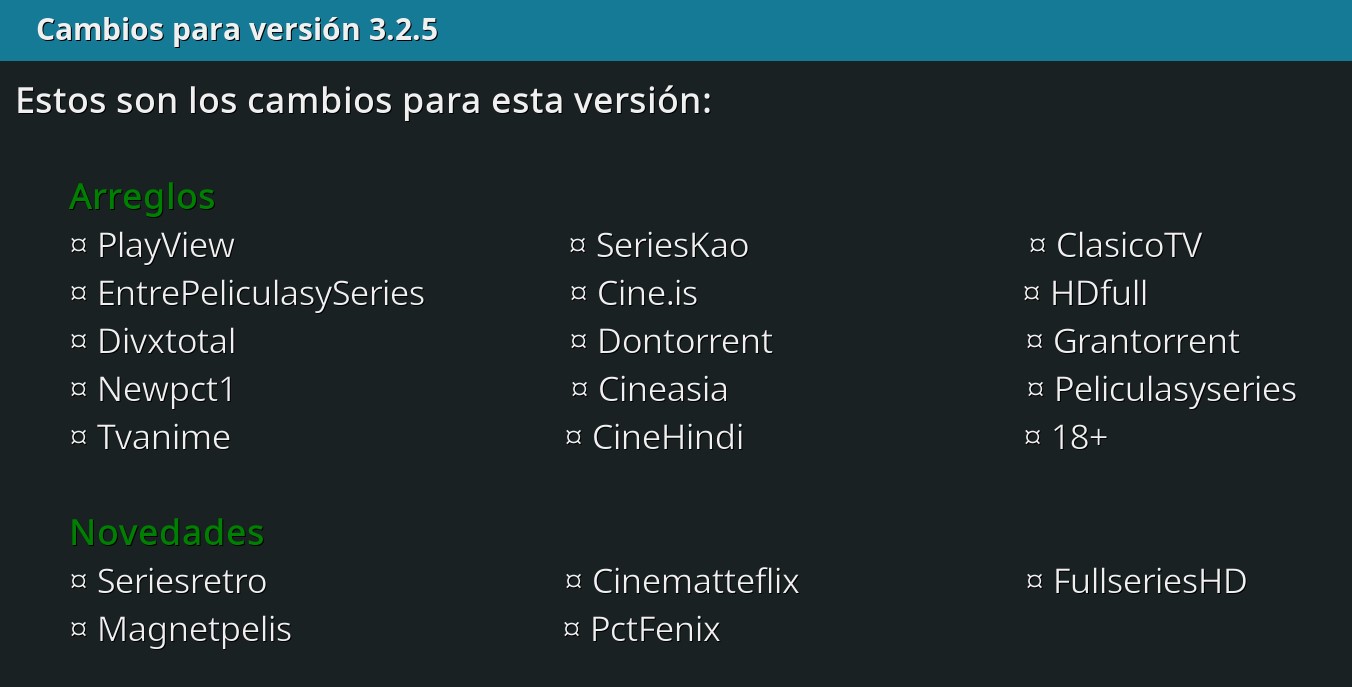 Cambios para versión 3.2.5
Estos son los cambios para esta versión:
Arreglos
¤ PlayView ¤ SeriesKao ¤ ClasicoTV
¤ EntrePeliculasySeries ¤ Cine.is ¤ HDfull
¤ Divxtotal ¤ Dontorrent ¤ Grantorrent
¤ Newpct1 ¤ Cineasia ¤ Peliculasyseries
¤ Tvanime ¤ CineHindi ¤ 18+
Novedades
¤ Seriesretro ¤ Cinematteflix ¤ FullseriesHD
¤ Magnetpelis ¤ PctFenix